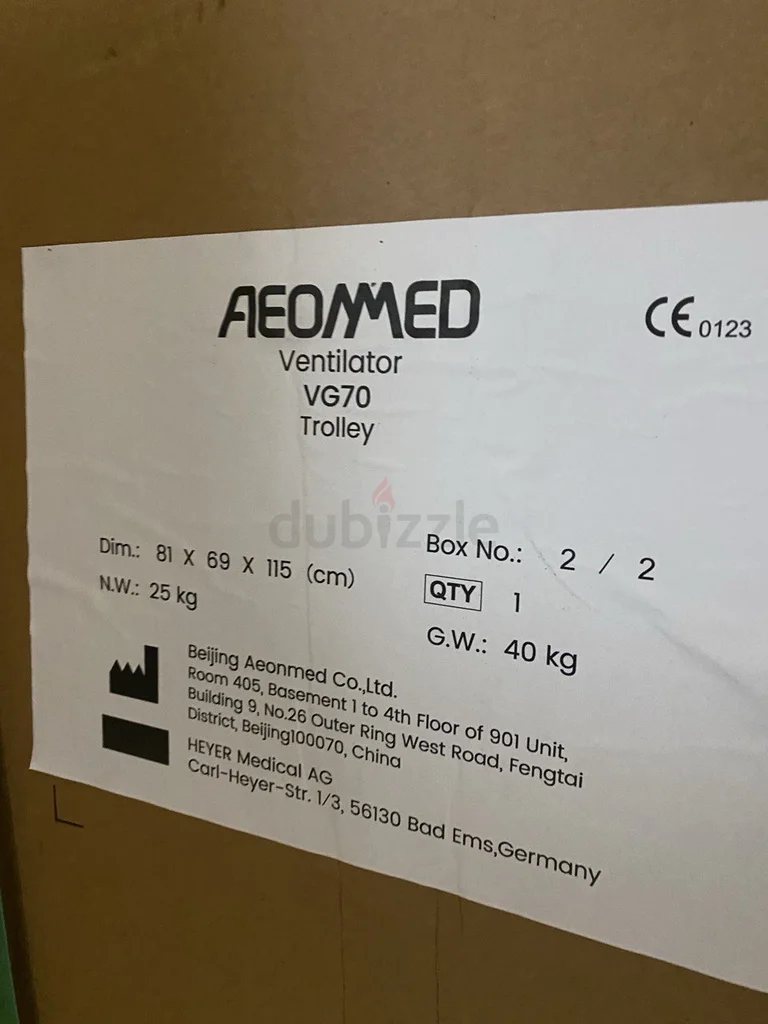 AEONMED
CE 0123
Ventilator
VG70
Trolley
dubizzle
Dim.: 81 X 69 X 115 (cm)
N.W.: 25 kg
Box No.: 2 / 2
QTY 1
G.W.: 40 kg
Beijing Aeonmed Co.,Ltd.
Room 405, Basement 1 to 4th Floor of 901 Unit,
Building 9, No.26 Outer Ring West Road, Fengtai
District, Beijing100070, China
HEYER Medical AG
Carl-Heyer-Str. 1/3, 56130 Bad Ems,Germany